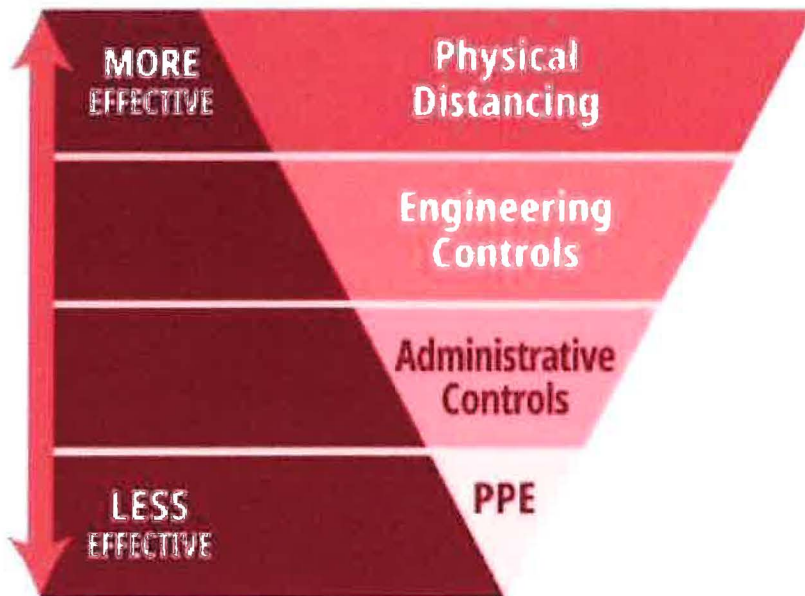 MORE
EFFECTIVE
Physical
Distancing
Engineering
Controls
Administrative
Controls
LESS
EFFECTIVE
PPE